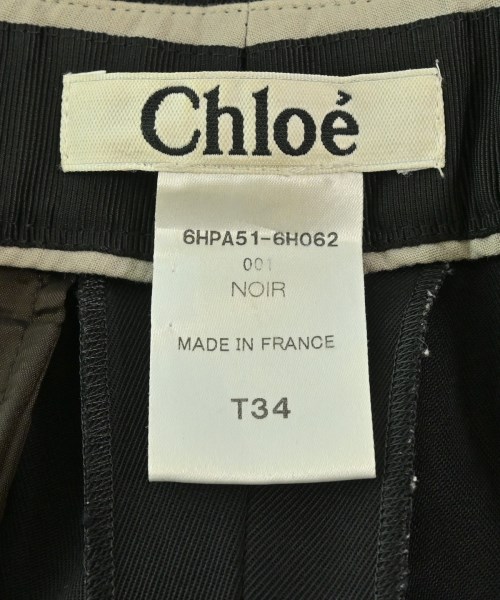 Chloé
6HPA51-6H062
001
NOIR
MADE IN FRANCE
T34